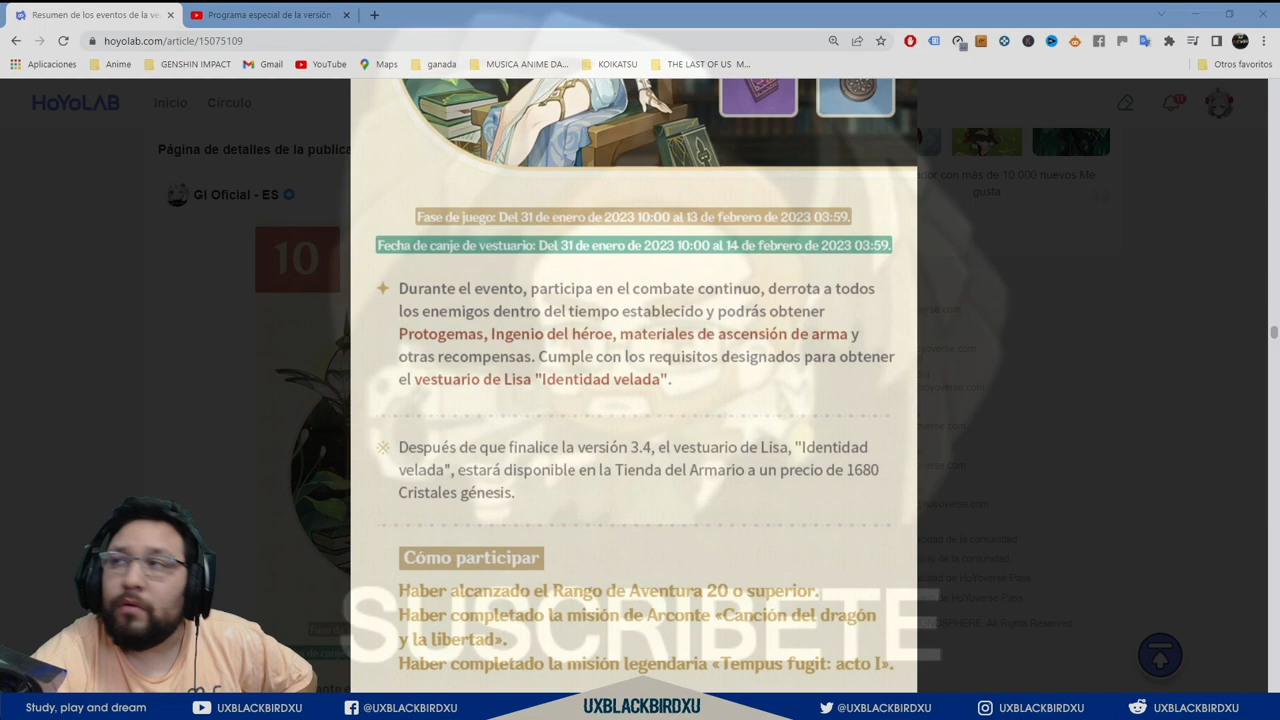 Resumen de los eventos de la ve
Programa especial de la versión
hoyolab.com/article/15075109
Aplicaciones
Anime
GENSHIN IMPACT
Gmail
YouTube
Maps
ganada
MUSICA ANIME DA...
KOIKATSU
THE LAST OF US M...
Otros favoritos
HoYoLAB
Inicio
Círculo
Página de detalles de la publica
GI Oficial - ES
10
ador con más de 10 000 nuevos Me
gusta
Fase de juego: Del 31 de enero de 2023 10:00 al 13 de febrero de 2023 03:59.
Fecha de canje de vestuario: Del 31 de enero de 2023 10:00 al 14 de febrero de 2023 03:59.
Durante el evento, participa en el combate continuo, derrota a todos
los enemigos dentro del tiempo establecido y podrás obtener
Protogemas, Ingenio del héroe, materiales de ascensión de arma y
otras recompensas. Cumple con los requisitos designados para obtener
el vestuario de Lisa "Identidad velada".
※ Después de que finalice la versión 3.4, el vestuario de Lisa, "Identidad
velada", estará disponible en la Tienda del Armario a un precio de 1680
Cristales génesis.
Cómo participar
Haber alcanzado el Rango de Aventura 20 o superior.
Haber completado la misión de Arconte «Canción del dragón
y la libertad».
Haber completado la misión legendaria «Tempus fugit: acto I».
SUSCRIBETE
Study, play and dream
UXBLACKBIRDXU
@UXBLACKBIRDXU
UXBLACKBIRDXU
@UXBLACKBIRDXU
UXBLACKBIRDXU
UXBLACKBIRDXU